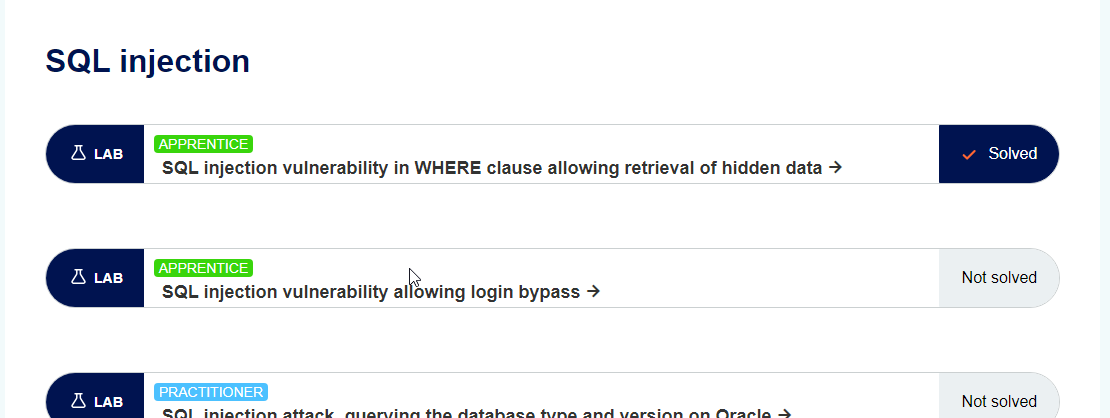 SQL injection
LAB
APPRENTICE
SQL injection vulnerability in WHERE clause allowing retrieval of hidden data →
Solved
LAB
APPRENTICE
SQL injection vulnerability allowing login bypass →
Not solved
LAB
PRACTITIONER
SQL injection attack, querying the database type and version on Oracle →
Not solved